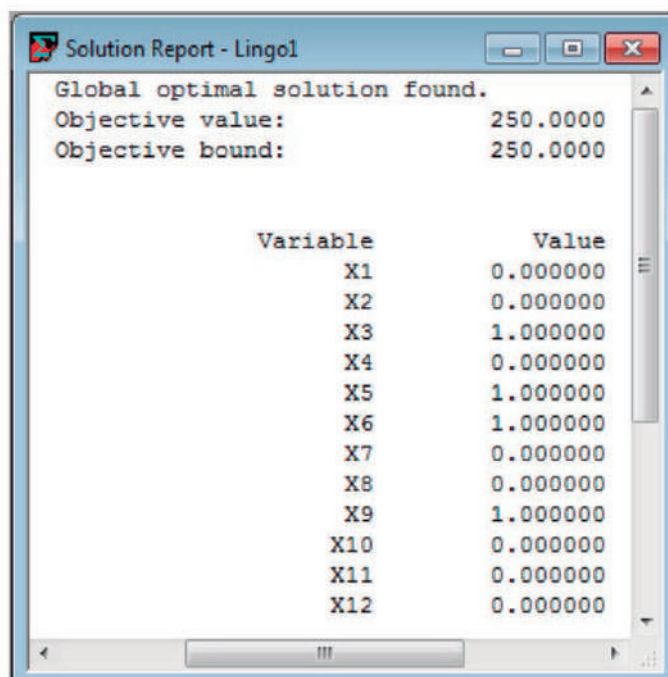 Solution Report - Lingo1
Global optimal solution found.
Objective value: 250.0000
Objective bound: 250.0000
Variable Value
X1 0.000000
X2 0.000000
X3 1.000000
X4 0.000000
X5 1.000000
X6 1.000000
X7 0.000000
X8 0.000000
X9 1.000000
X10 0.000000
X11 0.000000
X12 0.000000